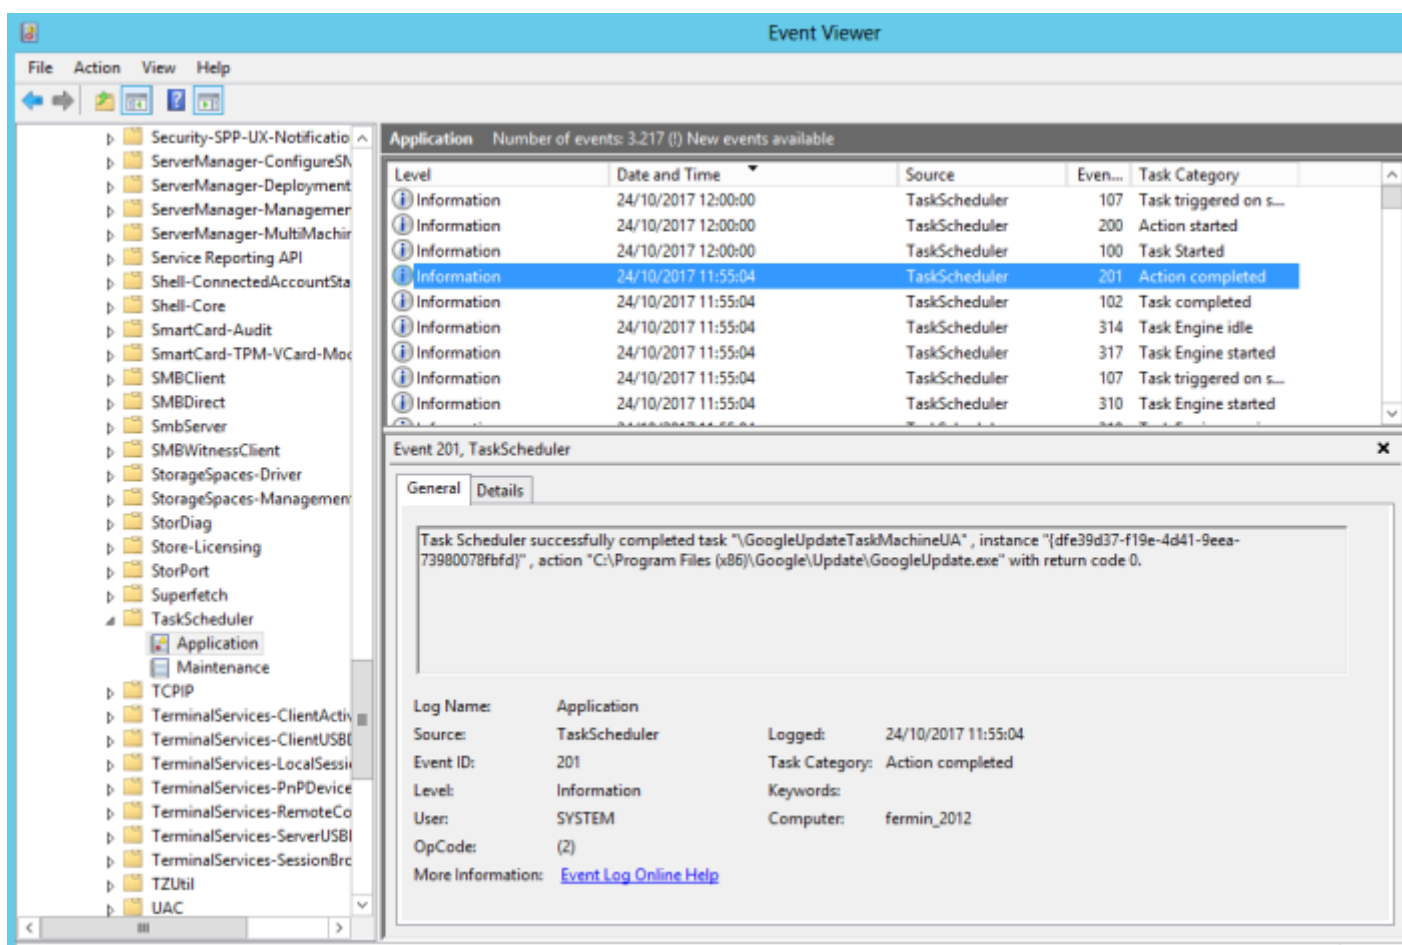 Event Viewer
File Action View Help
Security-SPP-UX-Notificatio
ServerManager-ConfigureSM
ServerManager-Deployment
ServerManager-Managemer
ServerManager-MultiMachir
Service Reporting API
Shell-ConnectedAccountSta
Shell-Core
SmartCard-Audit
SmartCard-TPM-VCard-Moc
SMBClient
SMBDirect
SmbServer
SMBWitnessClient
StorageSpaces-Driver
StorageSpaces-Management
StorDiag
Store-Licensing
StorPort
Superfetch
TaskScheduler
Application
Maintenance
TCPIP
TerminalServices-ClientActiv
TerminalServices-ClientUSBD
TerminalServices-LocalSessio
TerminalServices-PnPDevice
TerminalServices-RemoteCo
TerminalServices-ServerUSBD
TerminalServices-SessionBrc
TZUtil
UAC
Application Number of events: 3.217 (!) New events available
Level Date and Time Source Even... Task Category
Information 24/10/2017 12:00:00 TaskScheduler 107 Task triggered on s...
Information 24/10/2017 12:00:00 TaskScheduler 200 Action started
Information 24/10/2017 12:00:00 TaskScheduler 100 Task Started
Information 24/10/2017 11:55:04 TaskScheduler 201 Action completed
Information 24/10/2017 11:55:04 TaskScheduler 102 Task completed
Information 24/10/2017 11:55:04 TaskScheduler 314 Task Engine idle
Information 24/10/2017 11:55:04 TaskScheduler 317 Task Engine started
Information 24/10/2017 11:55:04 TaskScheduler 107 Task triggered on s...
Information 24/10/2017 11:55:04 TaskScheduler 310 Task Engine started
Event 201, TaskScheduler
General Details
Task Scheduler successfully completed task "\GoogleUpdateTaskMachineUA" , instance "{dfe39d37-f19e-4d41-9eea-
73980078fbfd}" , action "C:\Program Files (x86)\Google\Update\GoogleUpdate.exe" with return code 0.
Log Name: Application
Source: TaskScheduler Logged: 24/10/2017 11:55:04
Event ID: 201 Task Category: Action completed
Level: Information Keywords:
User: SYSTEM Computer: fermin_2012
OpCode: (2)
More Information: Event Log Online Help